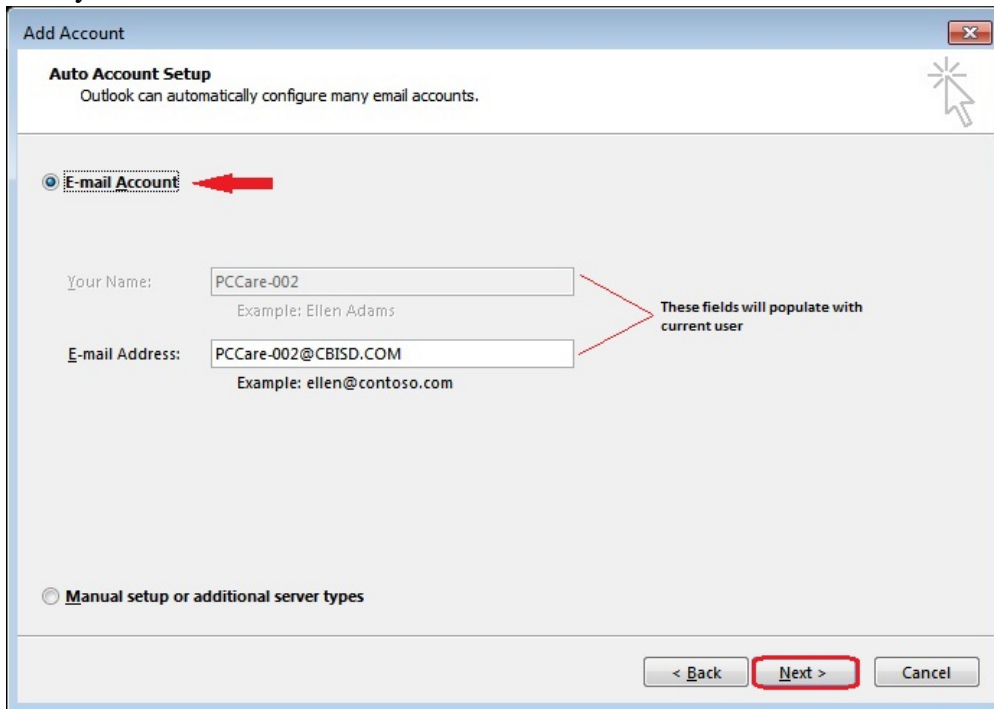 Add Account
Auto Account Setup
Outlook can automatically configure many email accounts.
E-mail Account
Your Name:
PCCare-002
Example: Ellen Adams
These fields will populate with
current user
E-mail Address:
PCCare-002@CBISD.COM
Example: ellen@contoso.com
Manual setup or additional server types
< Back
Next >
Cancel